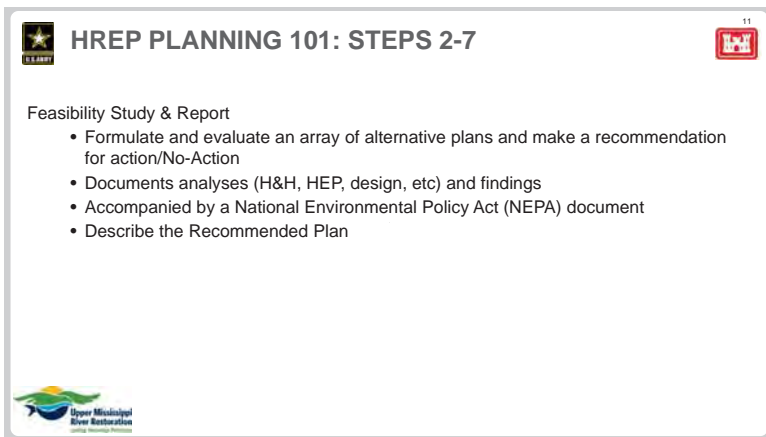 11
HREP PLANNING 101: STEPS 2-7
U.S. ARMY
Feasibility Study & Report
• Formulate and evaluate an array of alternative plans and make a recommendation
for action/No-Action
• Documents analyses (H&H, HEP, design, etc) and findings
• Accompanied by a National Environmental Policy Act (NEPA) document
• Describe the Recommended Plan
Upper Mississippi
River Restoration